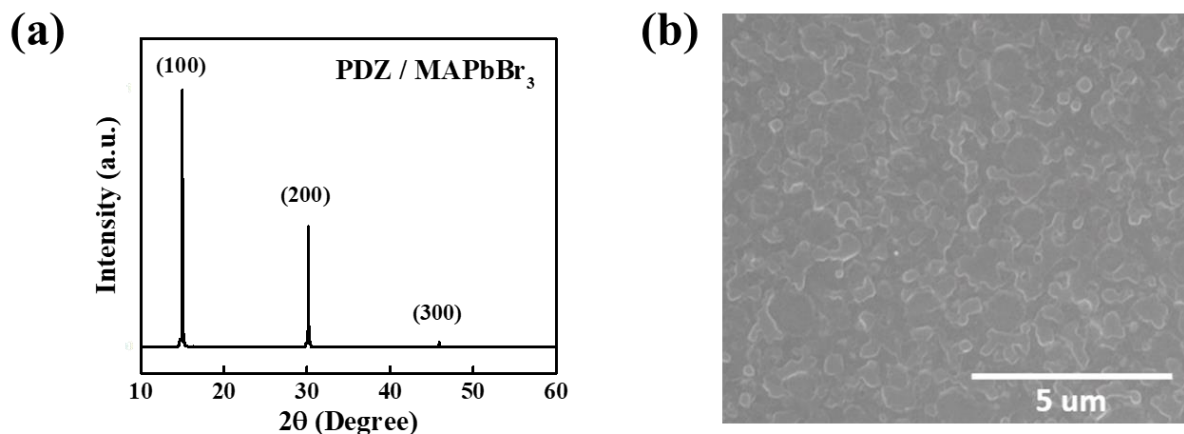 (a)
(100)
PDZ / MAPbBr₃
(200)
(300)
Intensity (a.u.)
10 20 30 40 50 60
2θ (Degree)
(b)
5 um